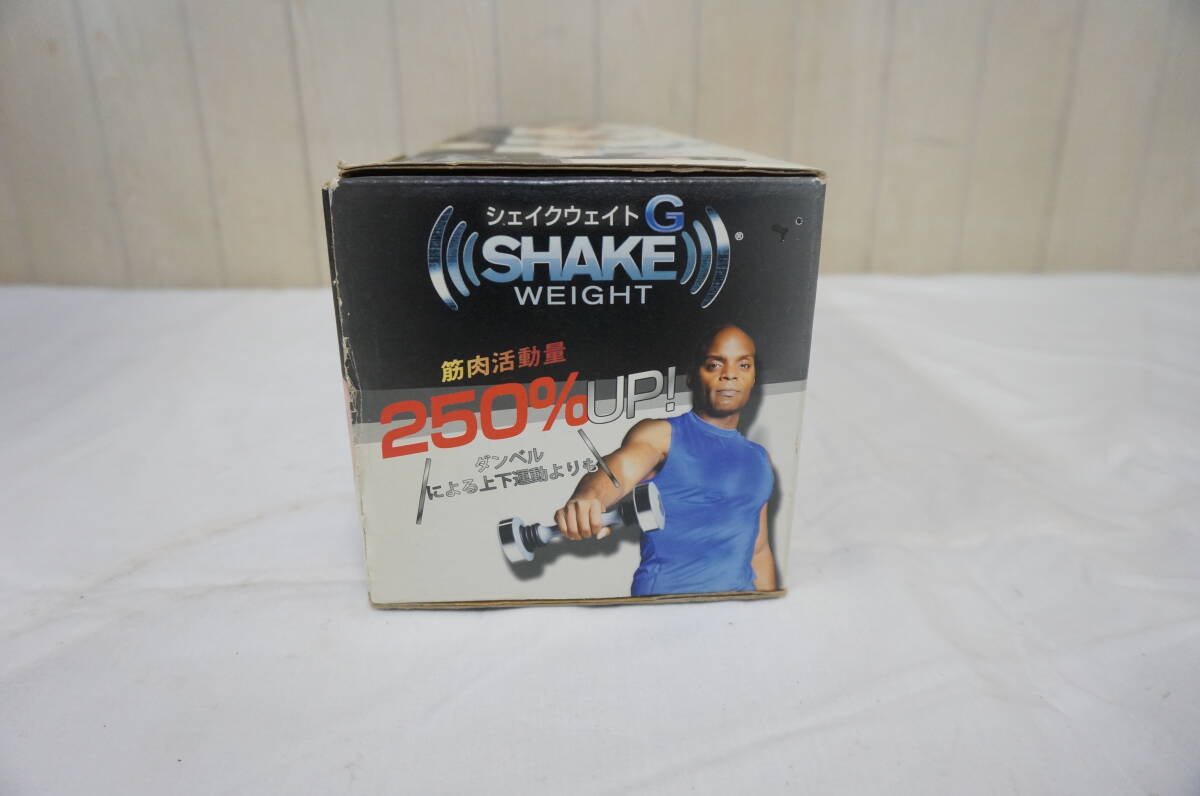 シェイクウェイト G
SHAKE®
WEIGHT
筋肉活動量
250%UP!
ダンベル
による上下運動よりも